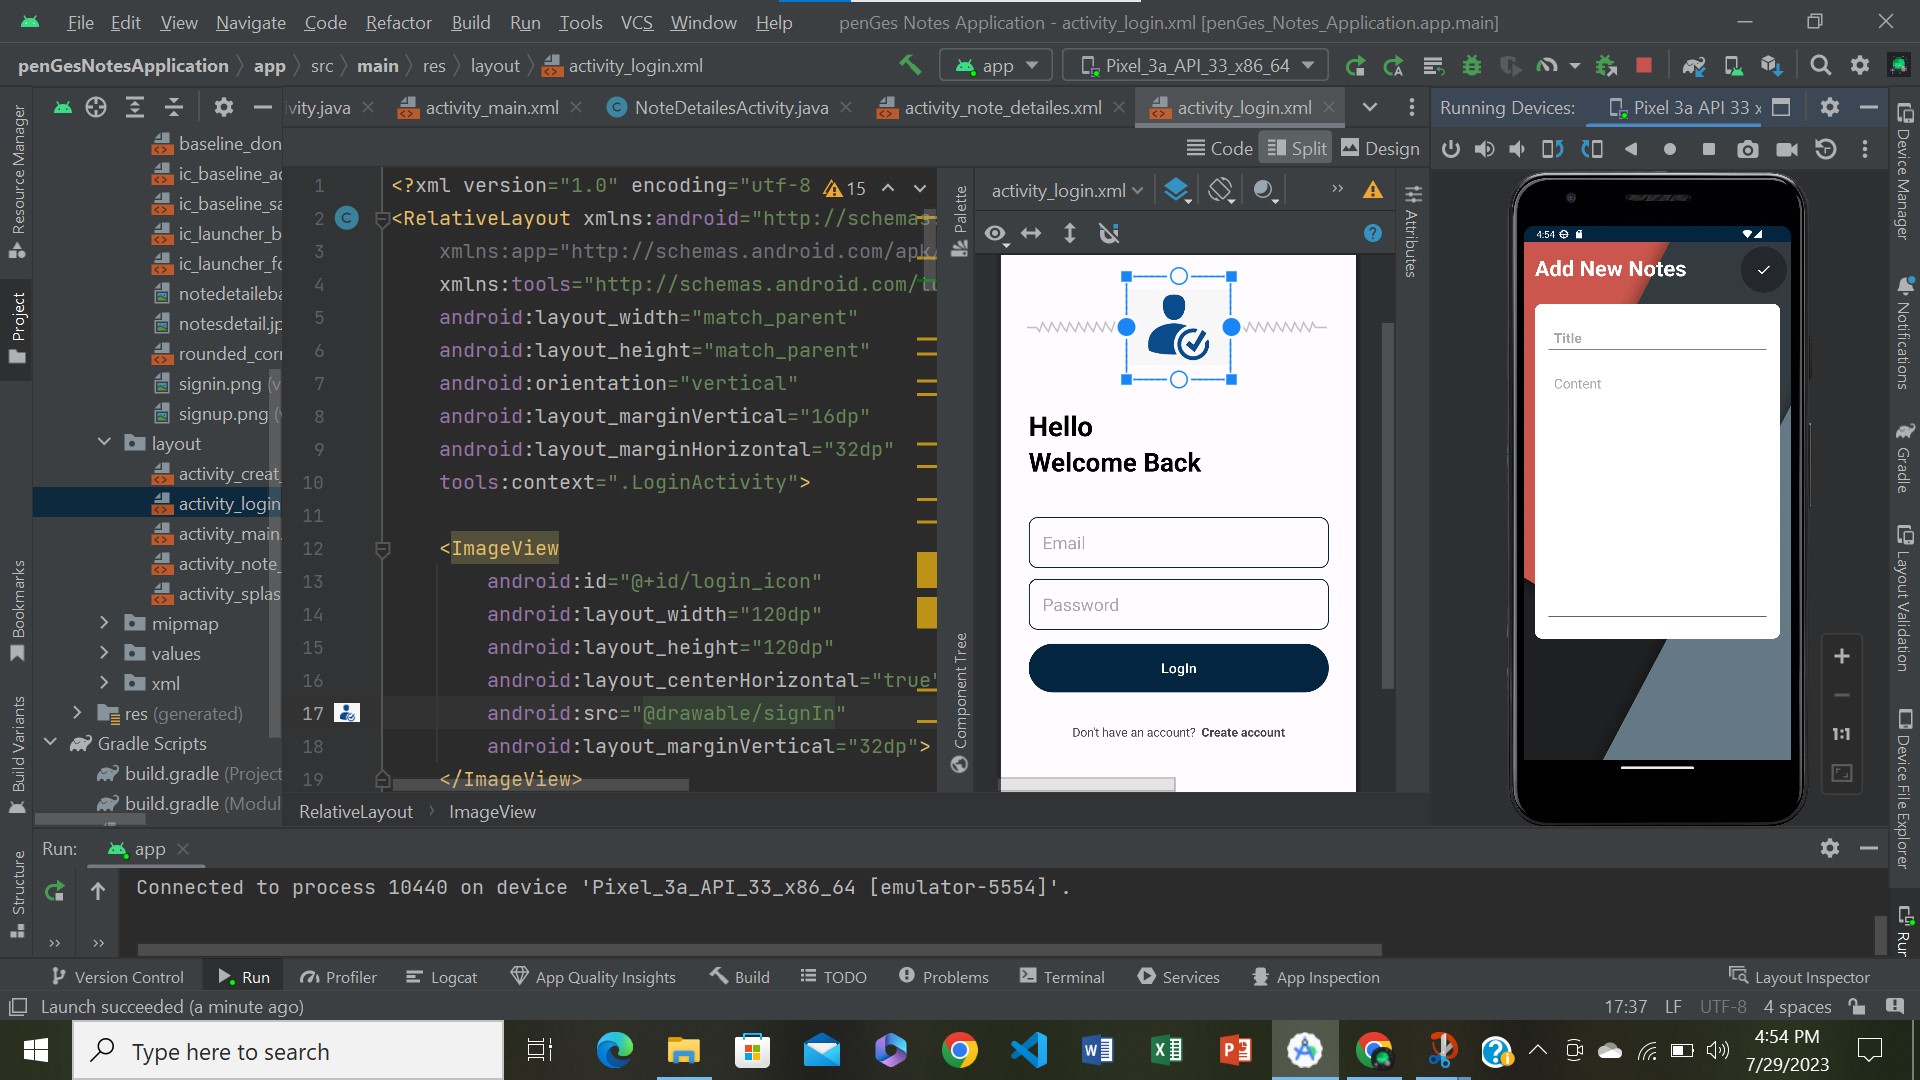 File Edit View Navigate Code Refactor Build Run Tools VCS Window Help penGes Notes Application - activity_login.xml [penGes_Notes_Application.app.main]
penGesNotesApplication app src main res layout activity_login.xml app Pixel_3a_API_33_x86_64
ivity.java activity_main.xml NoteDetailesActivity.java activity_note_detailes.xml activity_login.xml
Running Devices: Pixel 3a API 33 x
Code Split Design
Resource Manager
Project
Bookmarks
Build Variants
Structure
baseline_don
ic_baseline_ac
ic_baseline_sa
ic_launcher_b
ic_launcher_fo
notedetaileba
notesdetail.jp
rounded_corr
signin.png (v
signup.png (v
layout
activity_creat_
activity_login
activity_main.
activity_note_
activity_splas
mipmap
values
xml
res (generated)
Gradle Scripts
build.gradle (Project
build.gradle (Modul
15
1 <?xml version="1.0" encoding="utf-8
2 <RelativeLayout xmlns:android="http://schemas
3 xmlns:app="http://schemas.android.com/apk/
4 xmlns:tools="http://schemas.android.com/to
5 android:layout_width="match_parent"
6 android:layout_height="match_parent"
7 android:orientation="vertical"
8 android:layout_marginVertical="16dp"
9 android:layout_marginHorizontal="32dp"
10 tools:context=".LoginActivity">
11
12 <ImageView
13 android:id="@+id/login_icon"
14 android:layout_width="120dp"
15 android:layout_height="120dp"
16 android:layout_centerHorizontal="true"
17 android:src="@drawable/signIn"
18 android:layout_marginVertical="32dp">
19 </ImageView>
RelativeLayout ImageView
Palette
Component Tree
activity_login.xml
Attributes
Hello
Welcome Back
Email
Password
LogIn
Don't have an account? Create account
4:54
Add New Notes
Title
Content
1:1
Device Manager
Notifications
Gradle
Layout Validation
Device File Explorer
Run: app
Connected to process 10440 on device 'Pixel_3a_API_33_x86_64 [emulator-5554]'.
Version Control Run Profiler Logcat App Quality Insights Build TODO Problems Terminal Services App Inspection Layout Inspector
Launch succeeded (a minute ago) 17:37 LF UTF-8 4 spaces
Type here to search
4:54 PM
7/29/2023